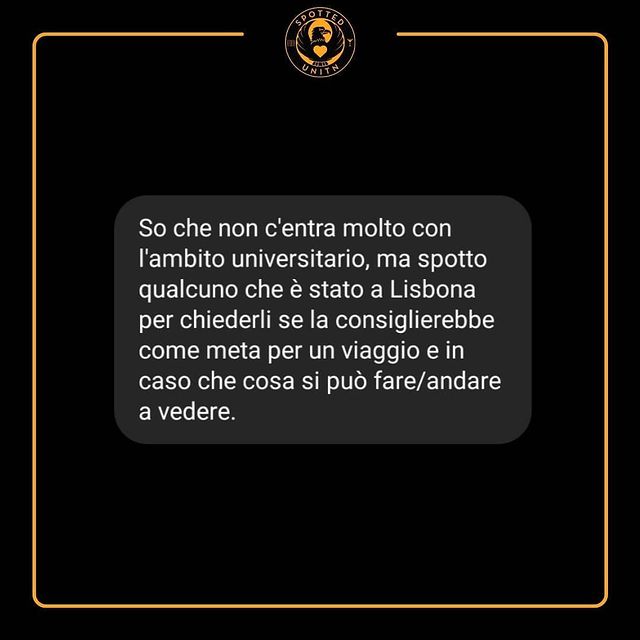 SPOTTED
UNITN
So che non c'entra molto con
l'ambito universitario, ma spotto
qualcuno che è stato a Lisbona
per chiederli se la consiglierebbe
come meta per un viaggio e in
caso che cosa si può fare/andare
a vedere.